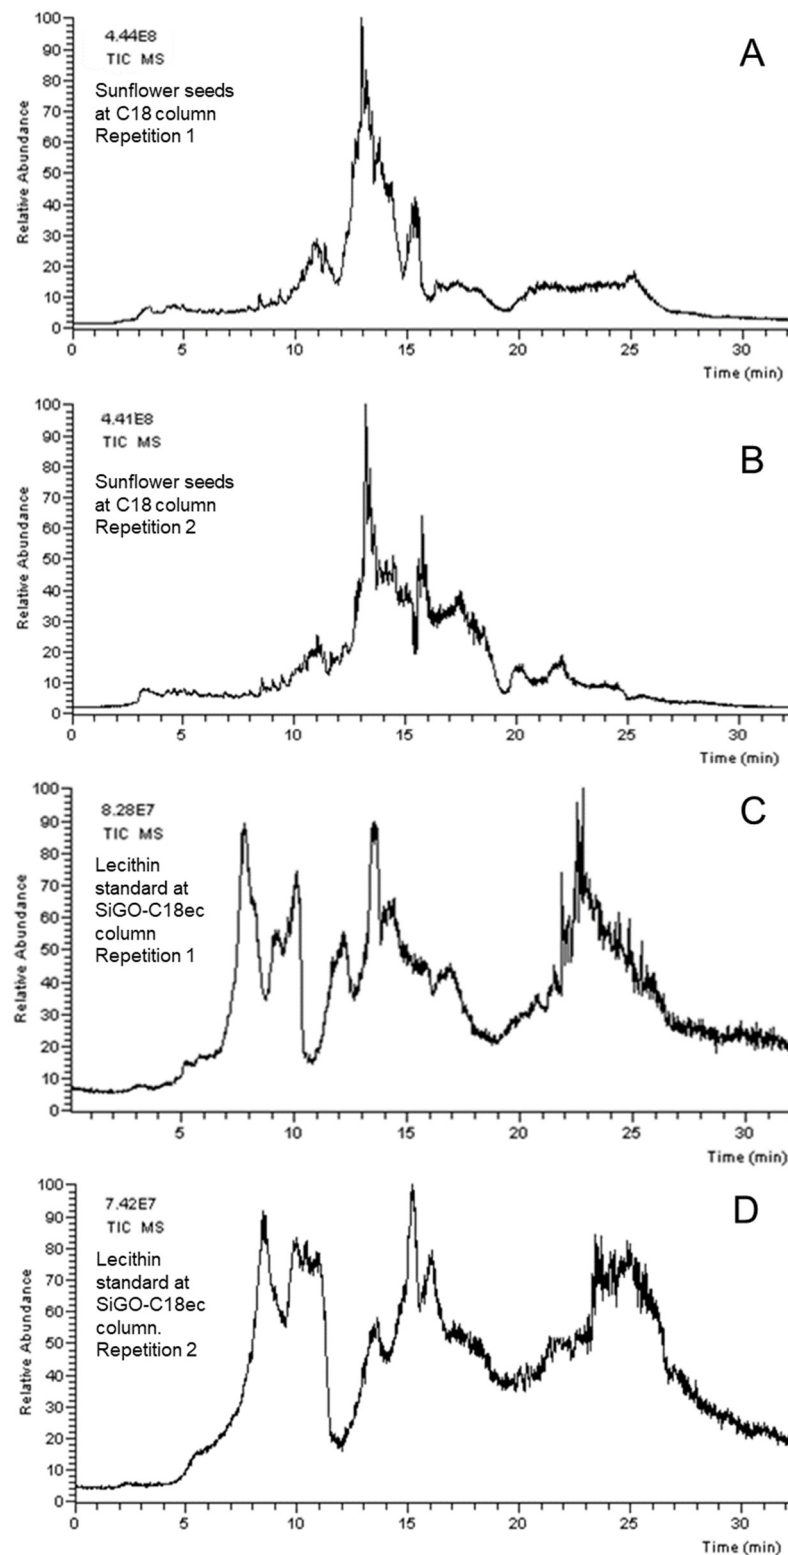 100
90
80
70
60
50
40
30
20
10
0
Relative Abundance
4.44E8
TIC MS
Sunflower seeds
at C18 column
Repetition 1
A
0 5 10 15 20 25 30
Time (min)
100
90
80
70
60
50
40
30
20
10
0
Relative Abundance
4.41E8
TIC MS
Sunflower seeds
at C18 column
Repetition 2
B
0 5 10 15 20 25 30
Time (min)
100
90
80
70
60
50
40
30
20
10
0
Relative Abundance
8.28E7
TIC MS
Lecithin
standard at
SiGO-C18ec
column
Repetition 1
C
5 10 15 20 25 30
Time (min)
100
90
80
70
60
50
40
30
20
10
0
Relative Abundance
7.42E7
TIC MS
Lecithin
standard at
SiGO-C18ec
column.
Repetition 2
D
0 5 10 15 20 25 30
Time (min)